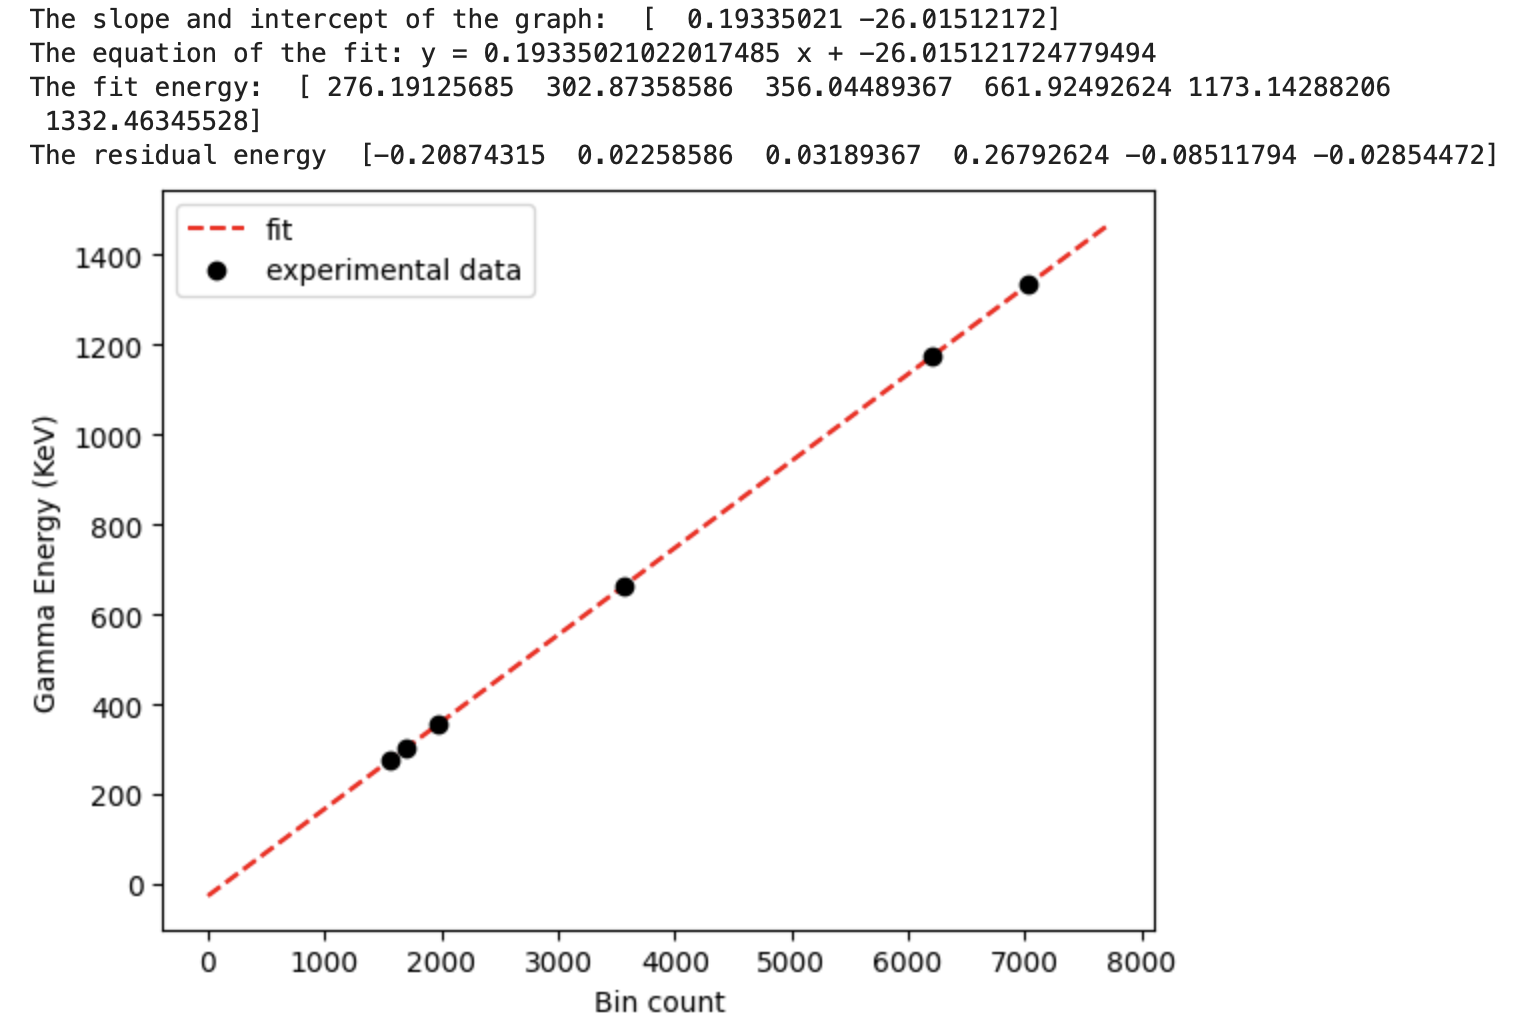 The slope and intercept of the graph:  [  0.19335021 −26.01512172]
The equation of the fit: y = 0.19335021022017485 x + −26.015121724779494
The fit energy:  [ 276.19125685  302.87358586  356.04489367  661.92492624 1173.14288206
 1332.46345528]
The residual energy  [−0.20874315  0.02258586  0.03189367  0.26792624 −0.08511794 −0.02854472]
fit
experimental data
1400
1200
1000
800
600
400
200
0
Gamma Energy (KeV)
0 1000 2000 3000 4000 5000 6000 7000 8000
Bin count